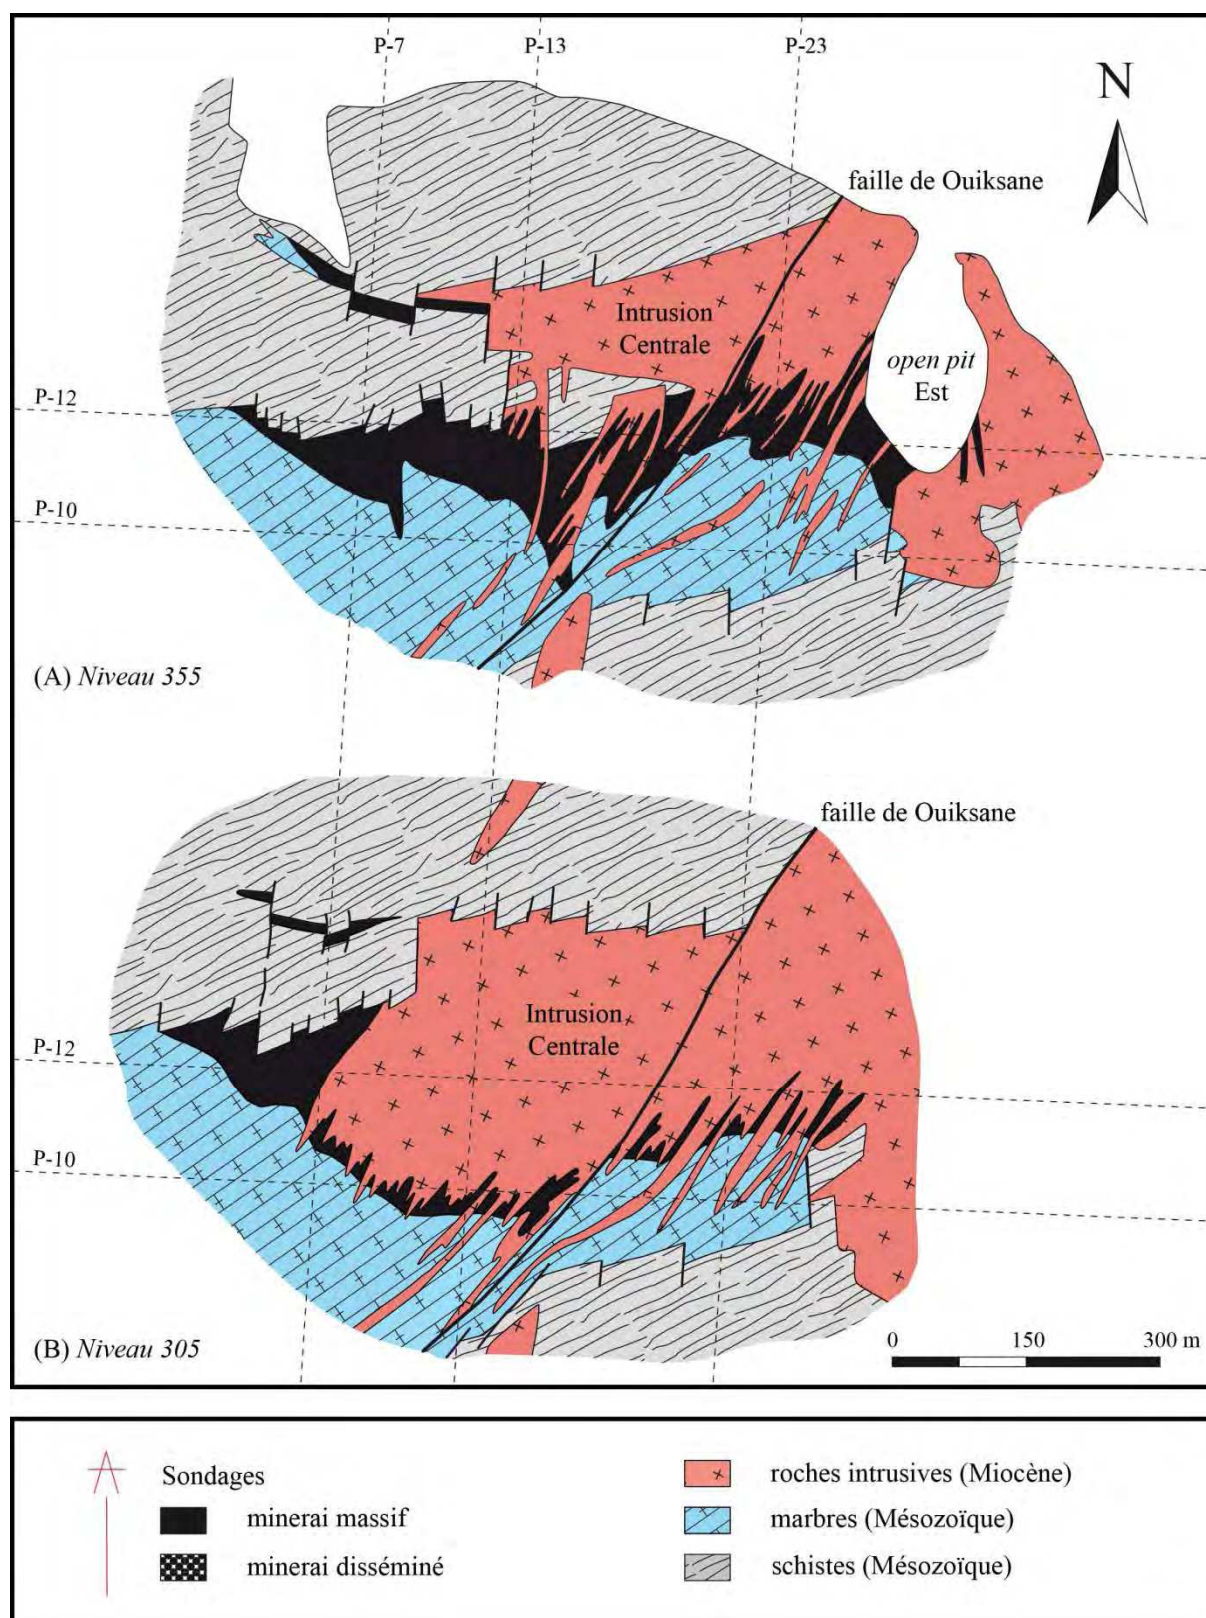 P-7
P-13
P-23
N
faille de Ouiksane
Intrusion
Centrale
open pit
Est
P-12
P-10
(A) Niveau 355
faille de Ouiksane
Intrusion
Centrale
P-12
P-10
(B) Niveau 305
0 150 300 m
Sondages
minerai massif
minerai disséminé
roches intrusives (Miocène)
marbres (Mésozoïque)
schistes (Mésozoïque)